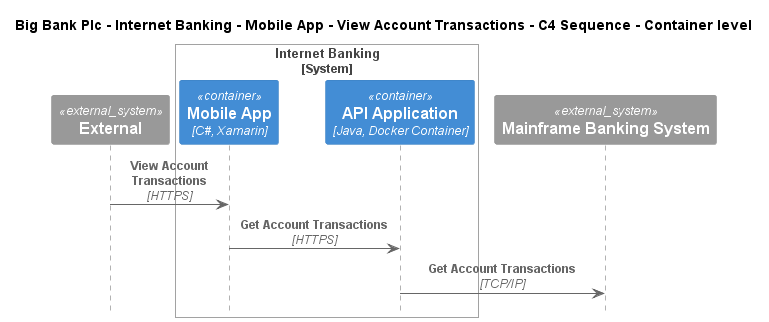 Big Bank Plc - Internet Banking - Mobile App - View Account Transactions - C4 Sequence - Container level
Internet Banking
[System]
«external_system»
External
«container»
Mobile App
[C#, Xamarin]
«container»
API Application
[Java, Docker Container]
«external_system»
Mainframe Banking System
View Account
Transactions
[HTTPS]
Get Account Transactions
[HTTPS]
Get Account Transactions
[TCP/IP]